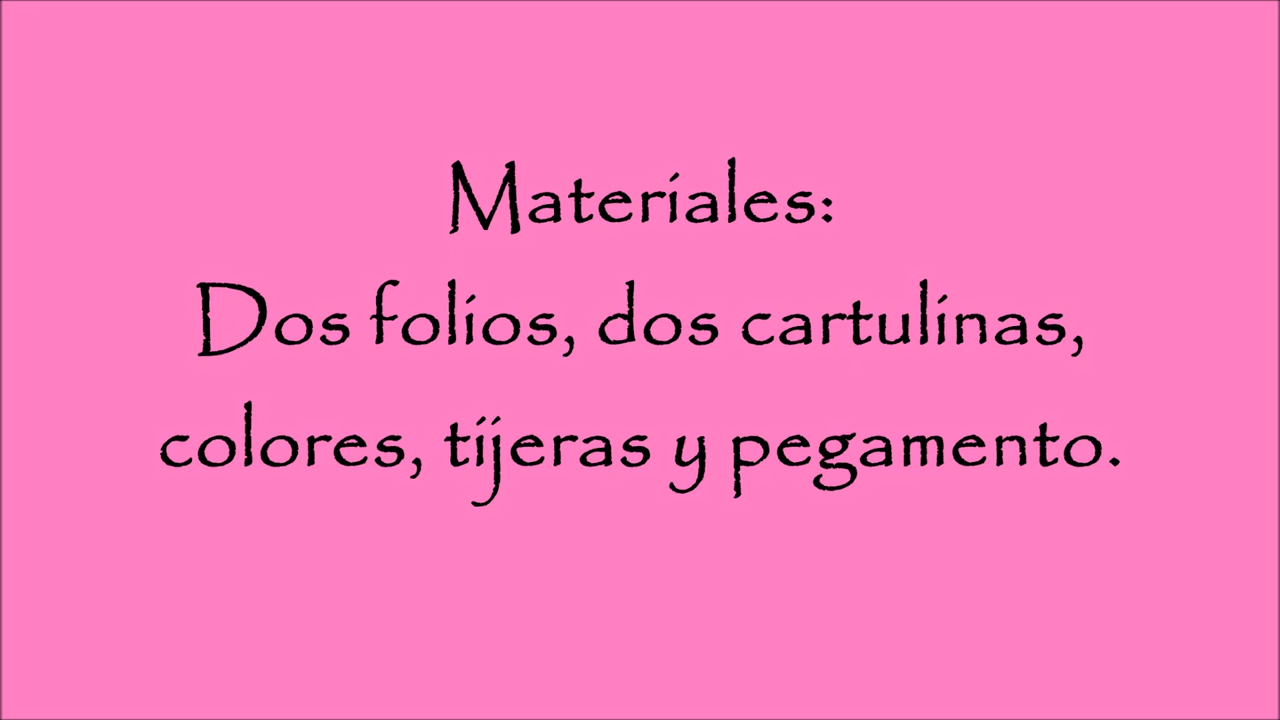 Materiales:
Dos folios, dos cartulinas,
colores, tijeras y pegamento.